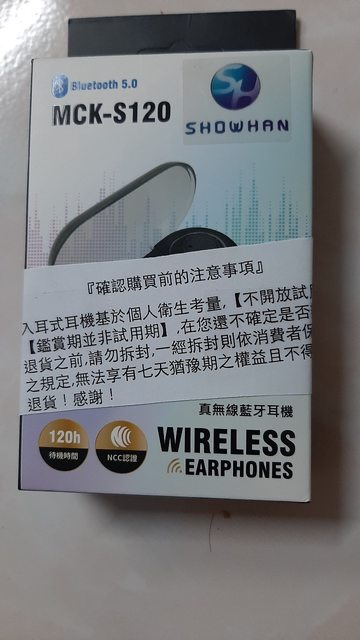 Bluetooth 5.0
MCK-S120
SHOWHAN
『確認購買前的注意事項』
入耳式耳機基於個人衛生考量,【不開放試
【鑑賞期並非試用期】,在您還不確定是否
退貨之前,請勿拆封,一經拆封則依消費者保
之規定,無法享有七天猶豫期之權益且不得
退貨！感謝！
真無線藍牙耳機
120h
待機時間
NCC認證
WIRELESS
EARPHONES